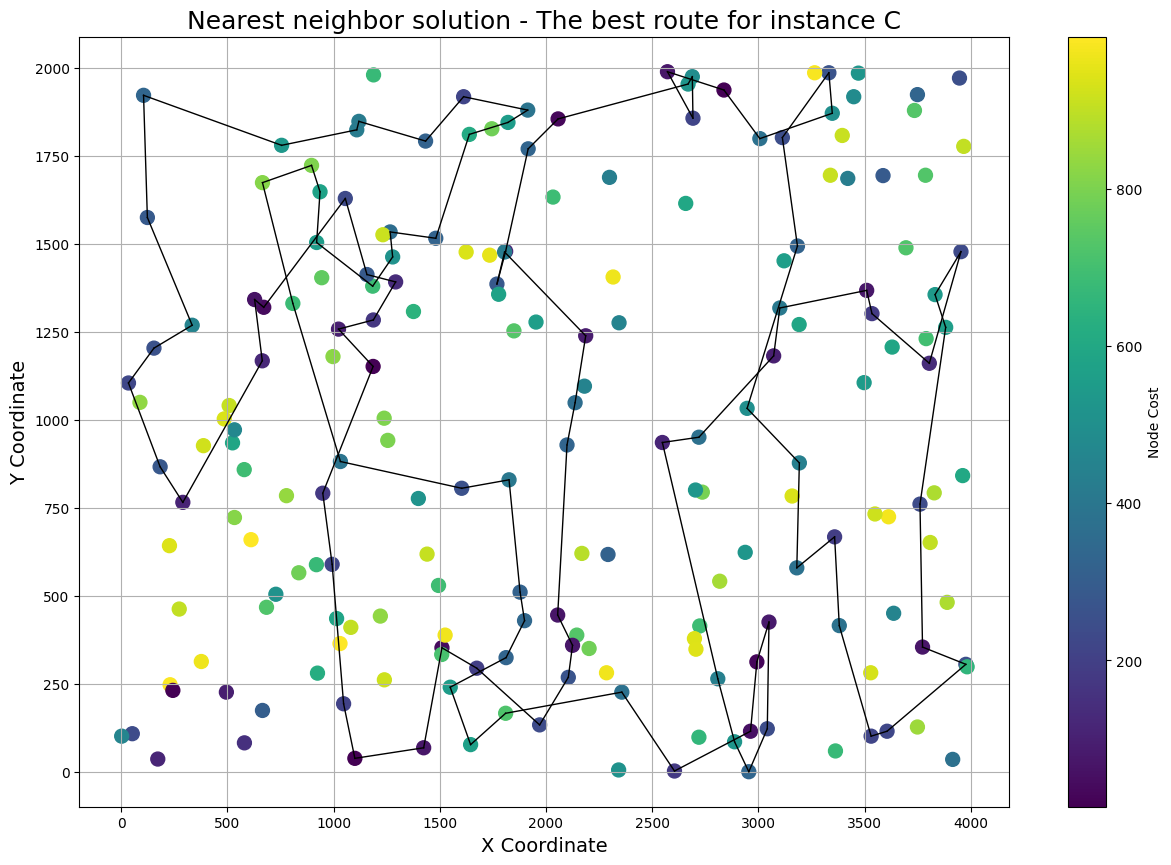 Nearest neighbor solution - The best route for instance C
2000
1750
1500
1250
1000
750
500
250
0
Y Coordinate
0 500 1000 1500 2000 2500 3000 3500 4000
X Coordinate
800
600
400
200
Node Cost